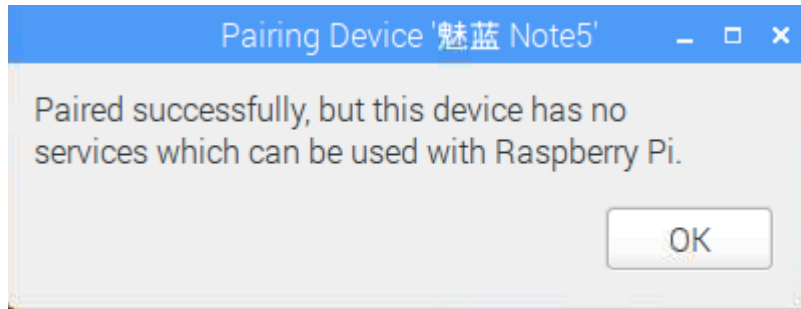 Pairing Device '魅蓝 Note5'
Paired successfully, but this device has no
services which can be used with Raspberry Pi.
OK